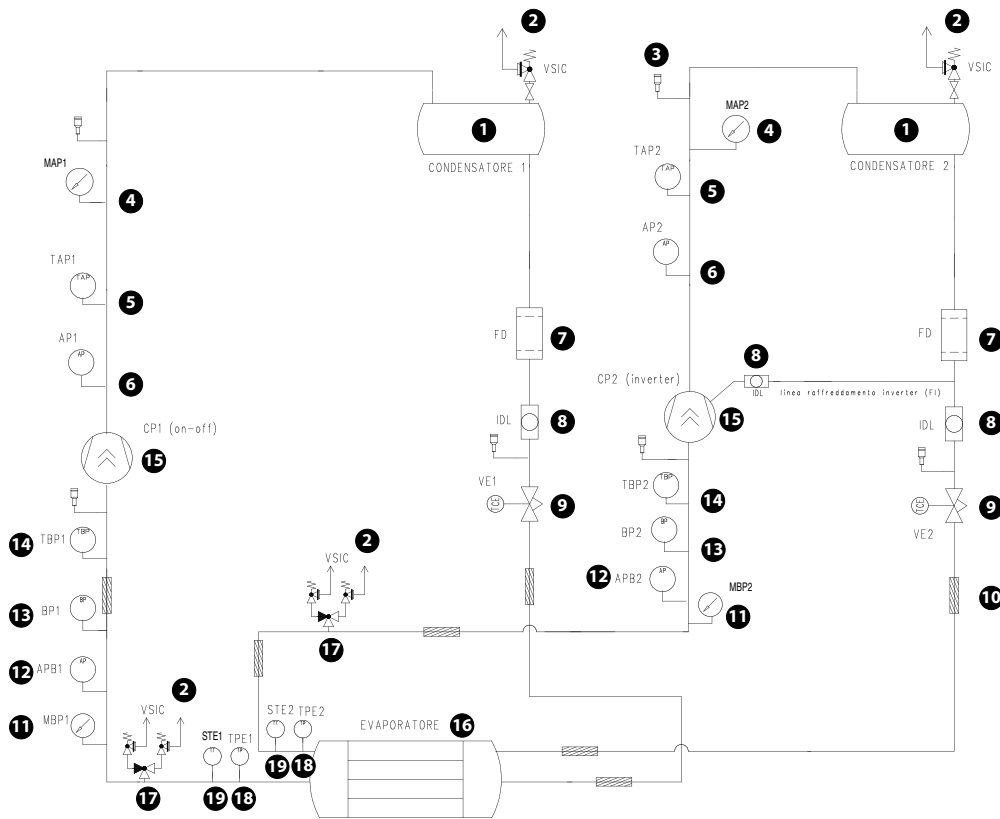 2
2
VSIC
VSIC
3
1
1
MAP2
4
CONDENSATORE 1
CONDENSATORE 2
TAP2
TAP
5
MAP1
4
AP2
AP
6
TAP1
TAP
5
FD
7
FD
7
AP1
AP
6
8
IDL
CP2 (inverter)
linea raffreddamento inverter (FI)
15
CP1 (on-off)
15
IDL
8
IDL
8
TBP2
TBP
14
VE1
TCE
9
TCE
9
VE2
14
TBP1
TBP
BP2
BP
13
2
VSIC
12
APB2
AP
MBP2
11
10
13
BP1
BP
17
12
APB1
AP
2
VSIC
11
MBP1
STE2
TPE2
TT
TP
EVAPORATORE
16
STE1
TPE1
TT
TP
19
18
17
19
18